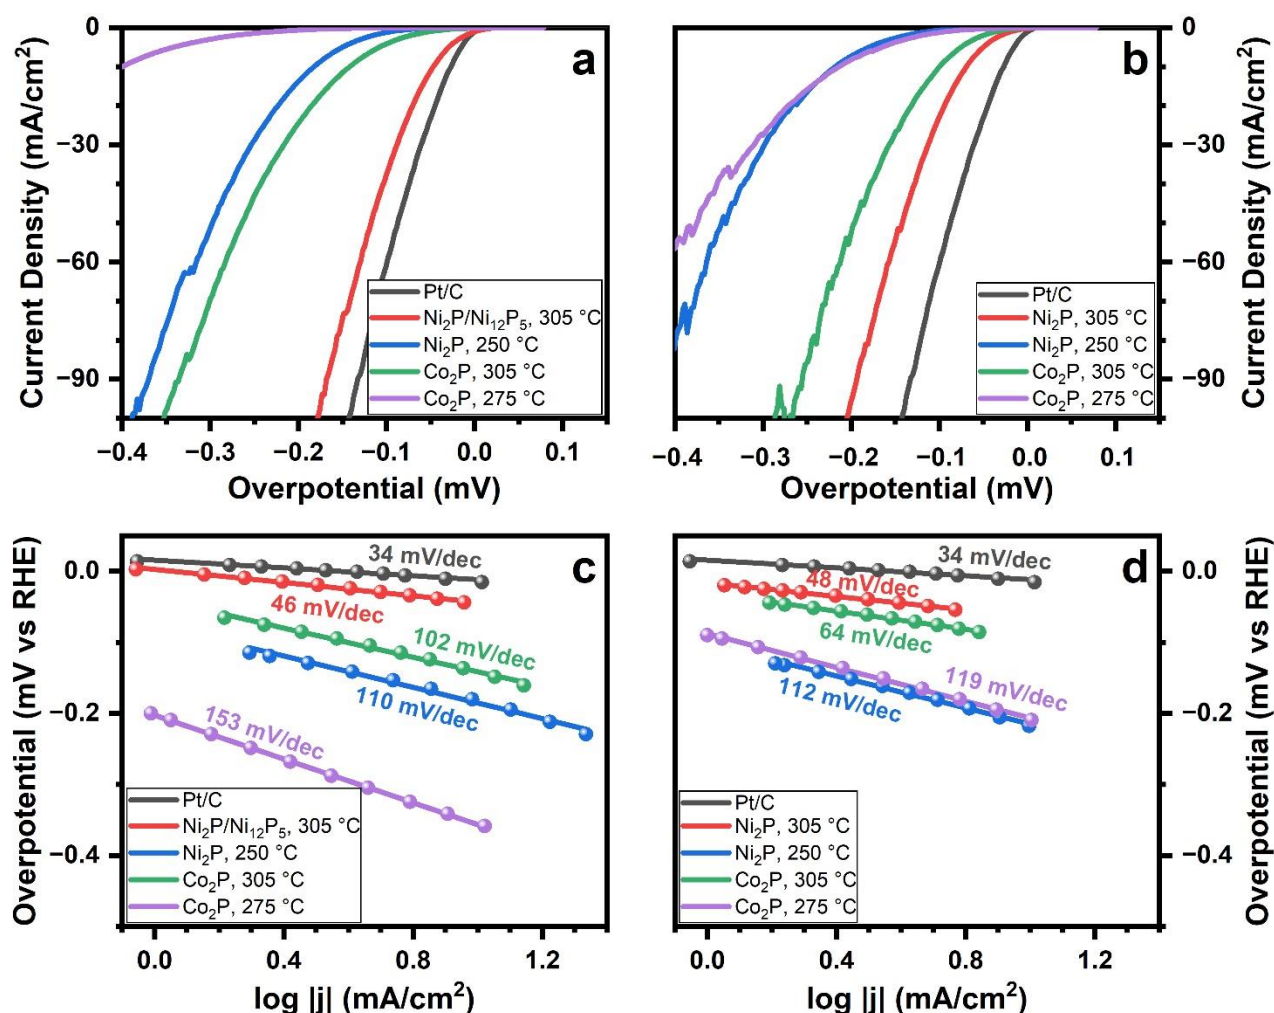 a
0
−30
−60
−90
Current Density (mA/cm²)
Pt/C
Ni₂P/Ni₁₂P₅, 305 °C
Ni₂P, 250 °C
Co₂P, 305 °C
Co₂P, 275 °C
−0.4
−0.3
−0.2
−0.1
0.0
0.1
Overpotential (mV)
b
0
−30
−60
−90
Current Density (mA/cm²)
Pt/C
Ni₂P, 305 °C
Ni₂P, 250 °C
Co₂P, 305 °C
Co₂P, 275 °C
−0.4
−0.3
−0.2
−0.1
0.0
0.1
Overpotential (mV)
c
0.0
−0.2
−0.4
Overpotential (mV vs RHE)
34 mV/dec
46 mV/dec
102 mV/dec
110 mV/dec
153 mV/dec
Pt/C
Ni₂P/Ni₁₂P₅, 305 °C
Ni₂P, 250 °C
Co₂P, 305 °C
Co₂P, 275 °C
0.0
0.4
0.8
1.2
log |j| (mA/cm²)
d
0.0
−0.2
−0.4
Overpotential (mV vs RHE)
34 mV/dec
48 mV/dec
64 mV/dec
119 mV/dec
112 mV/dec
Pt/C
Ni₂P, 305 °C
Ni₂P, 250 °C
Co₂P, 305 °C
Co₂P, 275 °C
0.0
0.4
0.8
1.2
log |j| (mA/cm²)